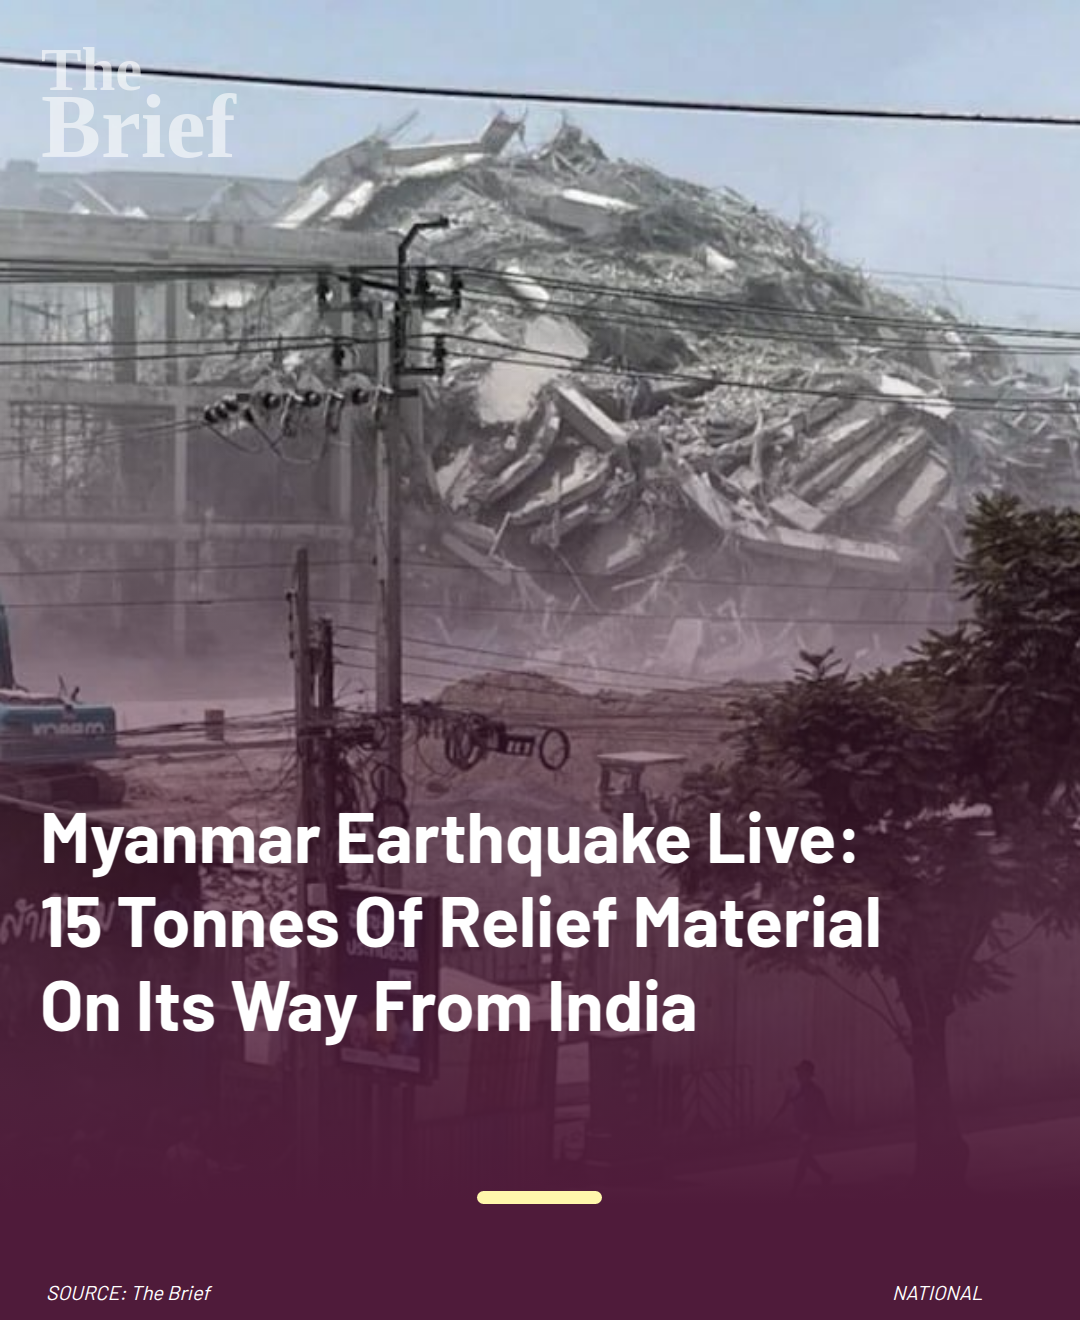 The
Brief
KOBELCO
Myanmar Earthquake Live:
15 Tonnes Of Relief Material
On Its Way From India
SOURCE: The Brief
NATIONAL